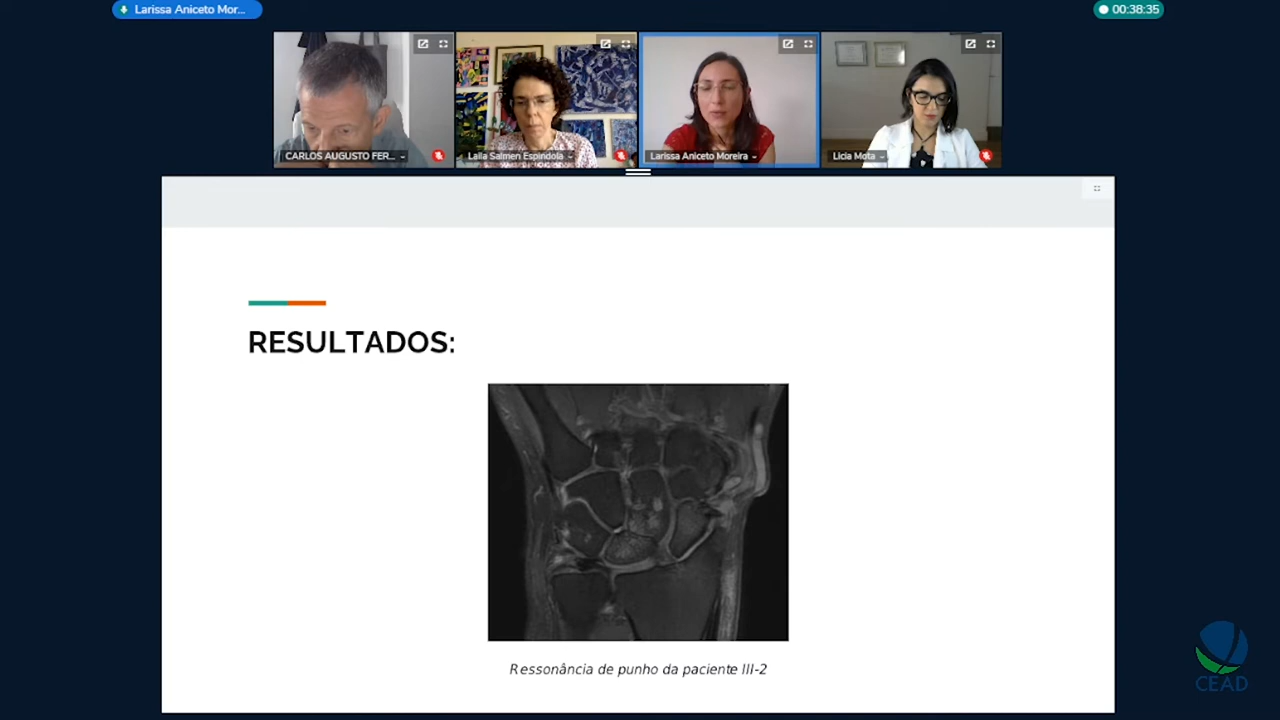 Larissa Aniceto Mor...
00:38:35
CARLOS AUGUSTO FER...
Laila Salmen Espindola
Larissa Aniceto Moreira
Licia Mota
RESULTADOS:
Ressonância de punho da paciente III-2
CEAD